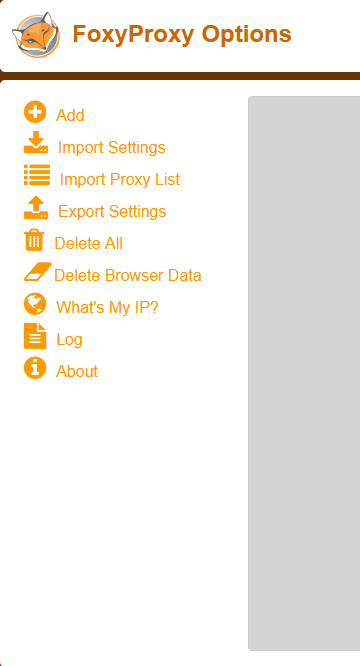 FoxyProxy Options
Add
Import Settings
Import Proxy List
Export Settings
Delete All
Delete Browser Data
What's My IP?
Log
About